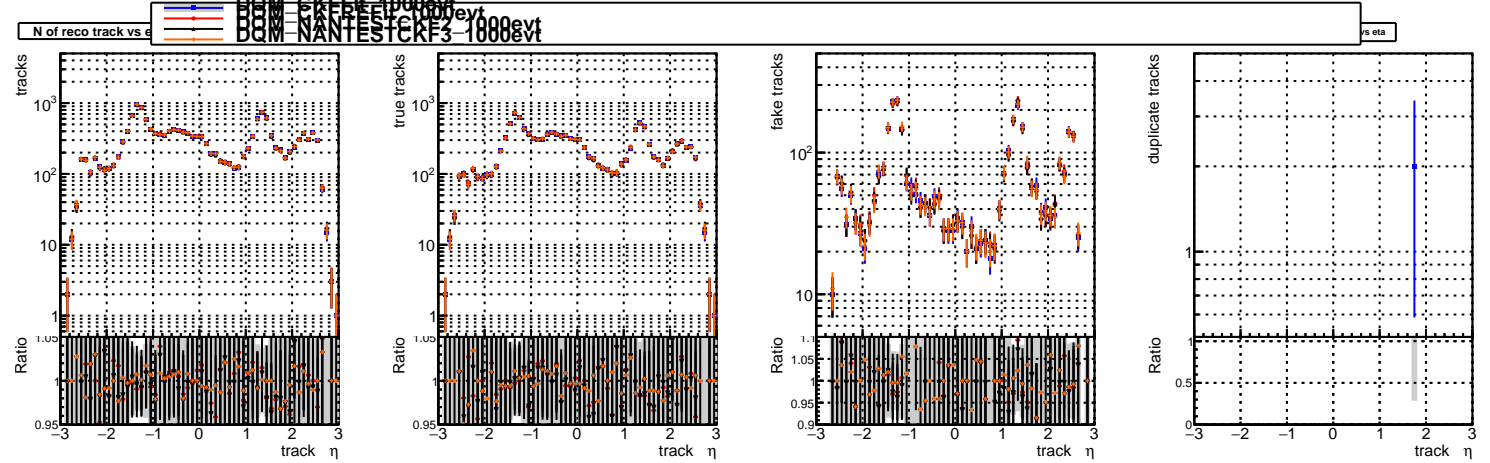 DQM_CKFREF1_1000evt
DQM_NANTESTCKF2_1000evt
DQM_NANTESTCKF3_1000evt
N of reco track vs e
vs eta
tracks
10³
10²
10
1
Ratio
1.05
1
0.95
−3 −2 −1 0 1 2 3
track η
true tracks
10³
10²
10
1
Ratio
1.05
1
0.95
−3 −2 −1 0 1 2 3
track η
fake tracks
10²
10
Ratio
1.1
1.05
1
0.95
0.9
−3 −2 −1 0 1 2 3
track η
duplicate tracks
1
Ratio
1
0.5
0
−3 −2 −1 0 1 2 3
track η